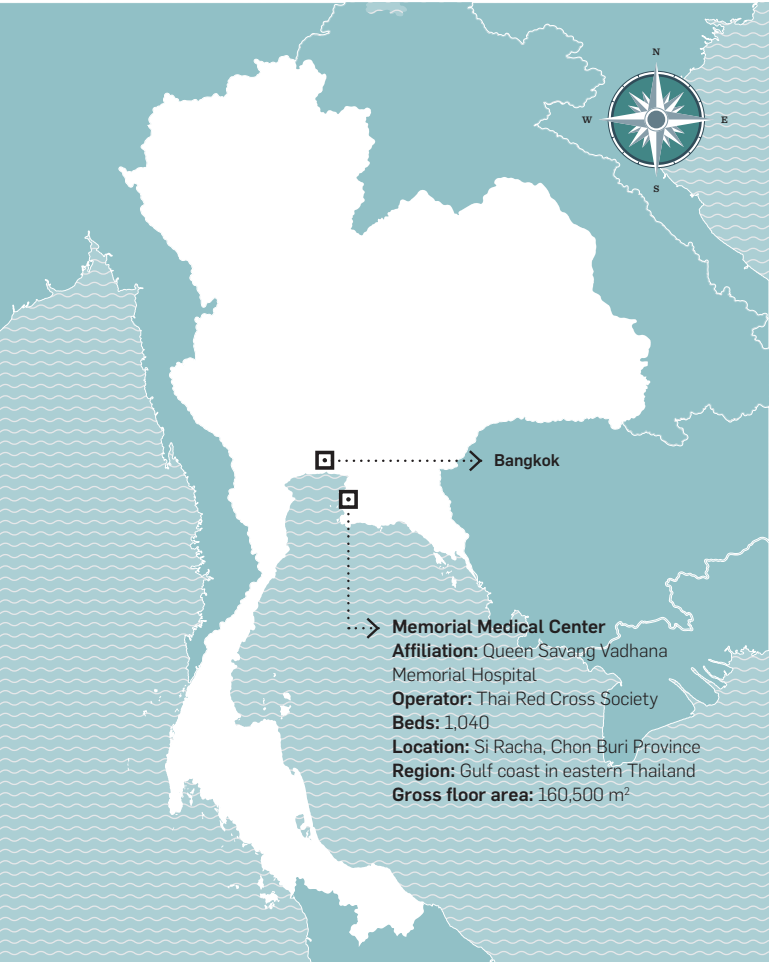 N
W
E
S
Bangkok
Memorial Medical Center
Affiliation: Queen Savang Vadhana
Memorial Hospital
Operator: Thai Red Cross Society
Beds: 1,040
Location: Si Racha, Chon Buri Province
Region: Gulf coast in eastern Thailand
Gross floor area: 160,500 m²